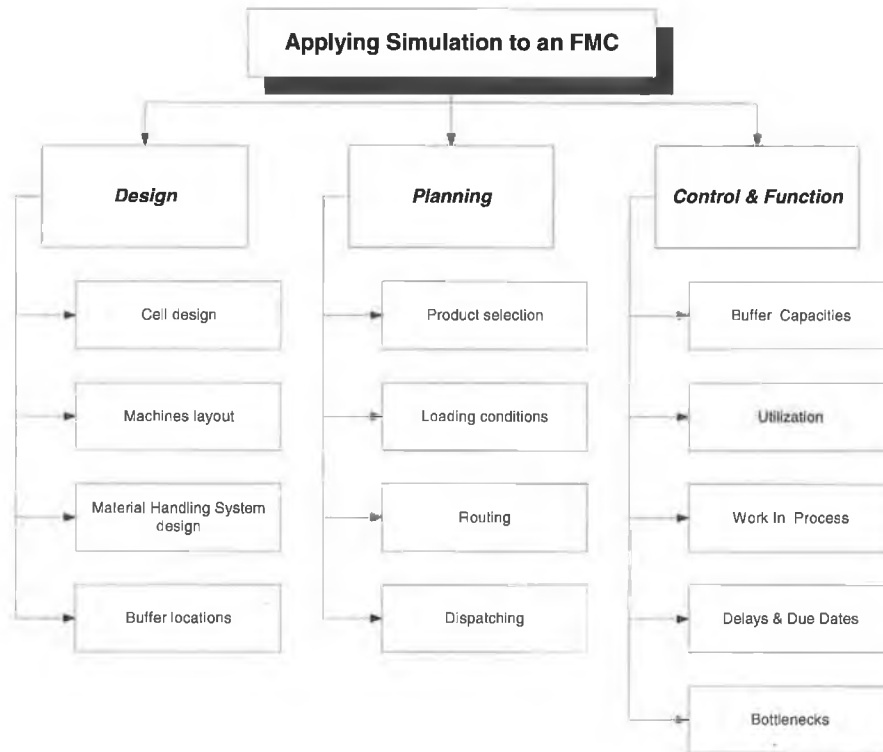 Applying Simulation to an FMC
Design
Planning
Control & Function
Cell design
Machines layout
Material Handling System
design
Buffer locations
Product selection
Loading conditions
Routing
Dispatching
Buffer Capacities
Utilization
Work In Process
Delays & Due Dates
Bottlenecks